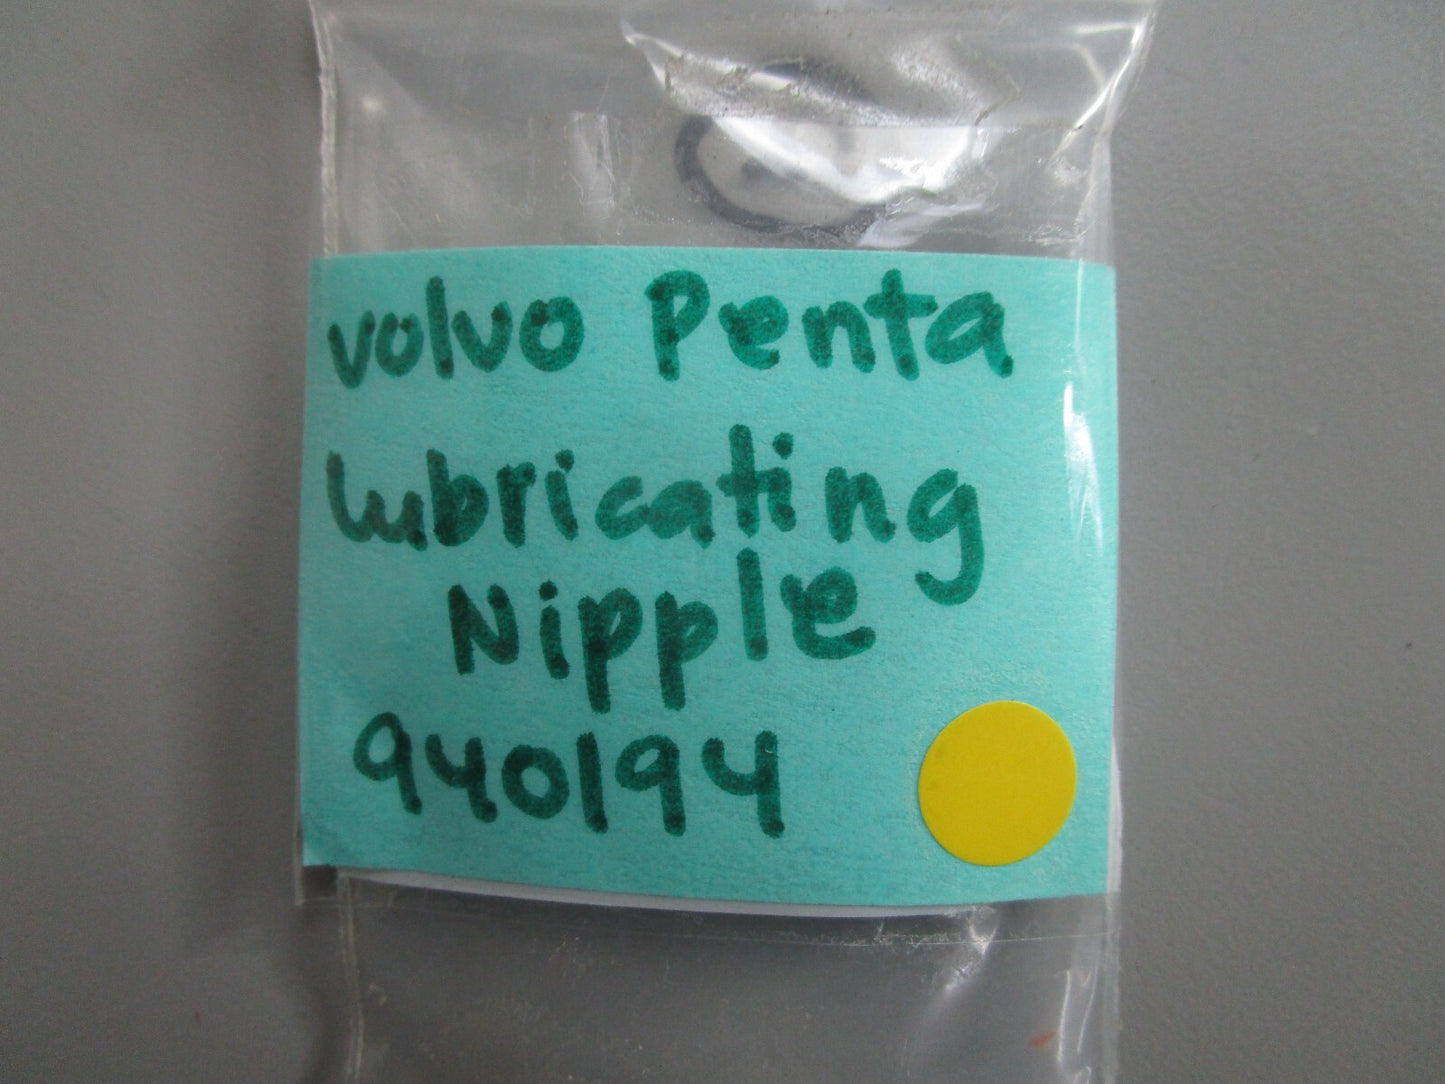 Volvo Penta
lubricating
Nipple
940194